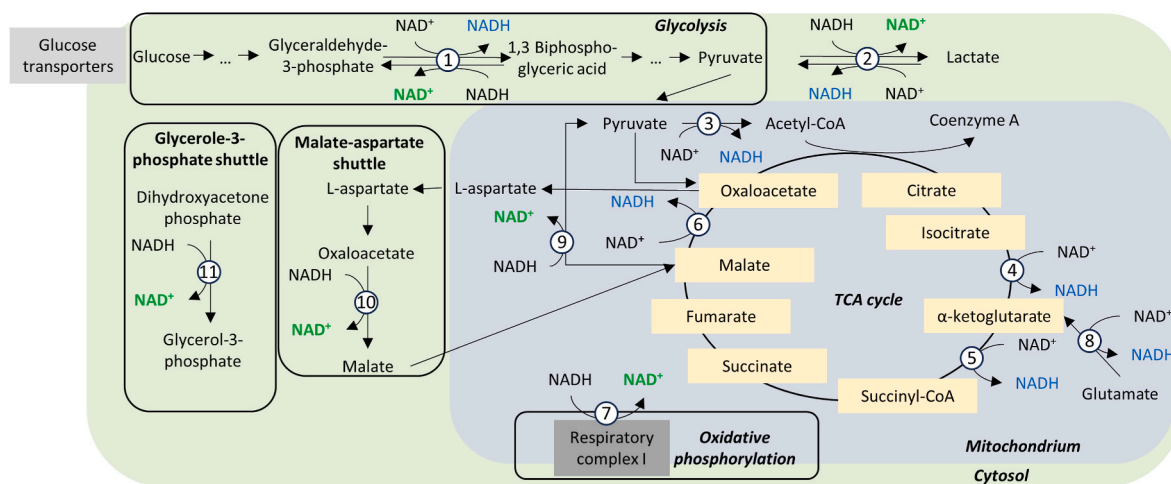 Glucose
transporters
Glycolysis
NAD+
NADH
Glucose
...
Glyceraldehyde-
3-phosphate
1
1,3 Biphospho-
glyceric acid
...
Pyruvate
NAD+
NADH
NAD+
NAD+
2
Lactate
NADH
NAD+
Glycerole-3-
phosphate shuttle
Dihydroxyacetone
phosphate
NADH
11
NAD+
Glycerol-3-
phosphate
Malate-aspartate
shuttle
L-aspartate
Oxaloacetate
NADH
10
NAD+
Malate
Pyruvate
3
Acetyl-CoA
Coenzyme A
NAD+
NADH
L-aspartate
Oxaloacetate
Citrate
NAD+
NADH
6
Isocitrate
9
NAD+
NADH
NAD+
4
Malate
TCA cycle
NADH
Fumarate
α-ketoglutarate
NAD+
NAD+
8
5
NADH
Succinate
NADH
Glutamate
Succinyl-CoA
NADH
NAD+
7
Respiratory
complex I
Oxidative
phosphorylation
Mitochondrium
Cytosol